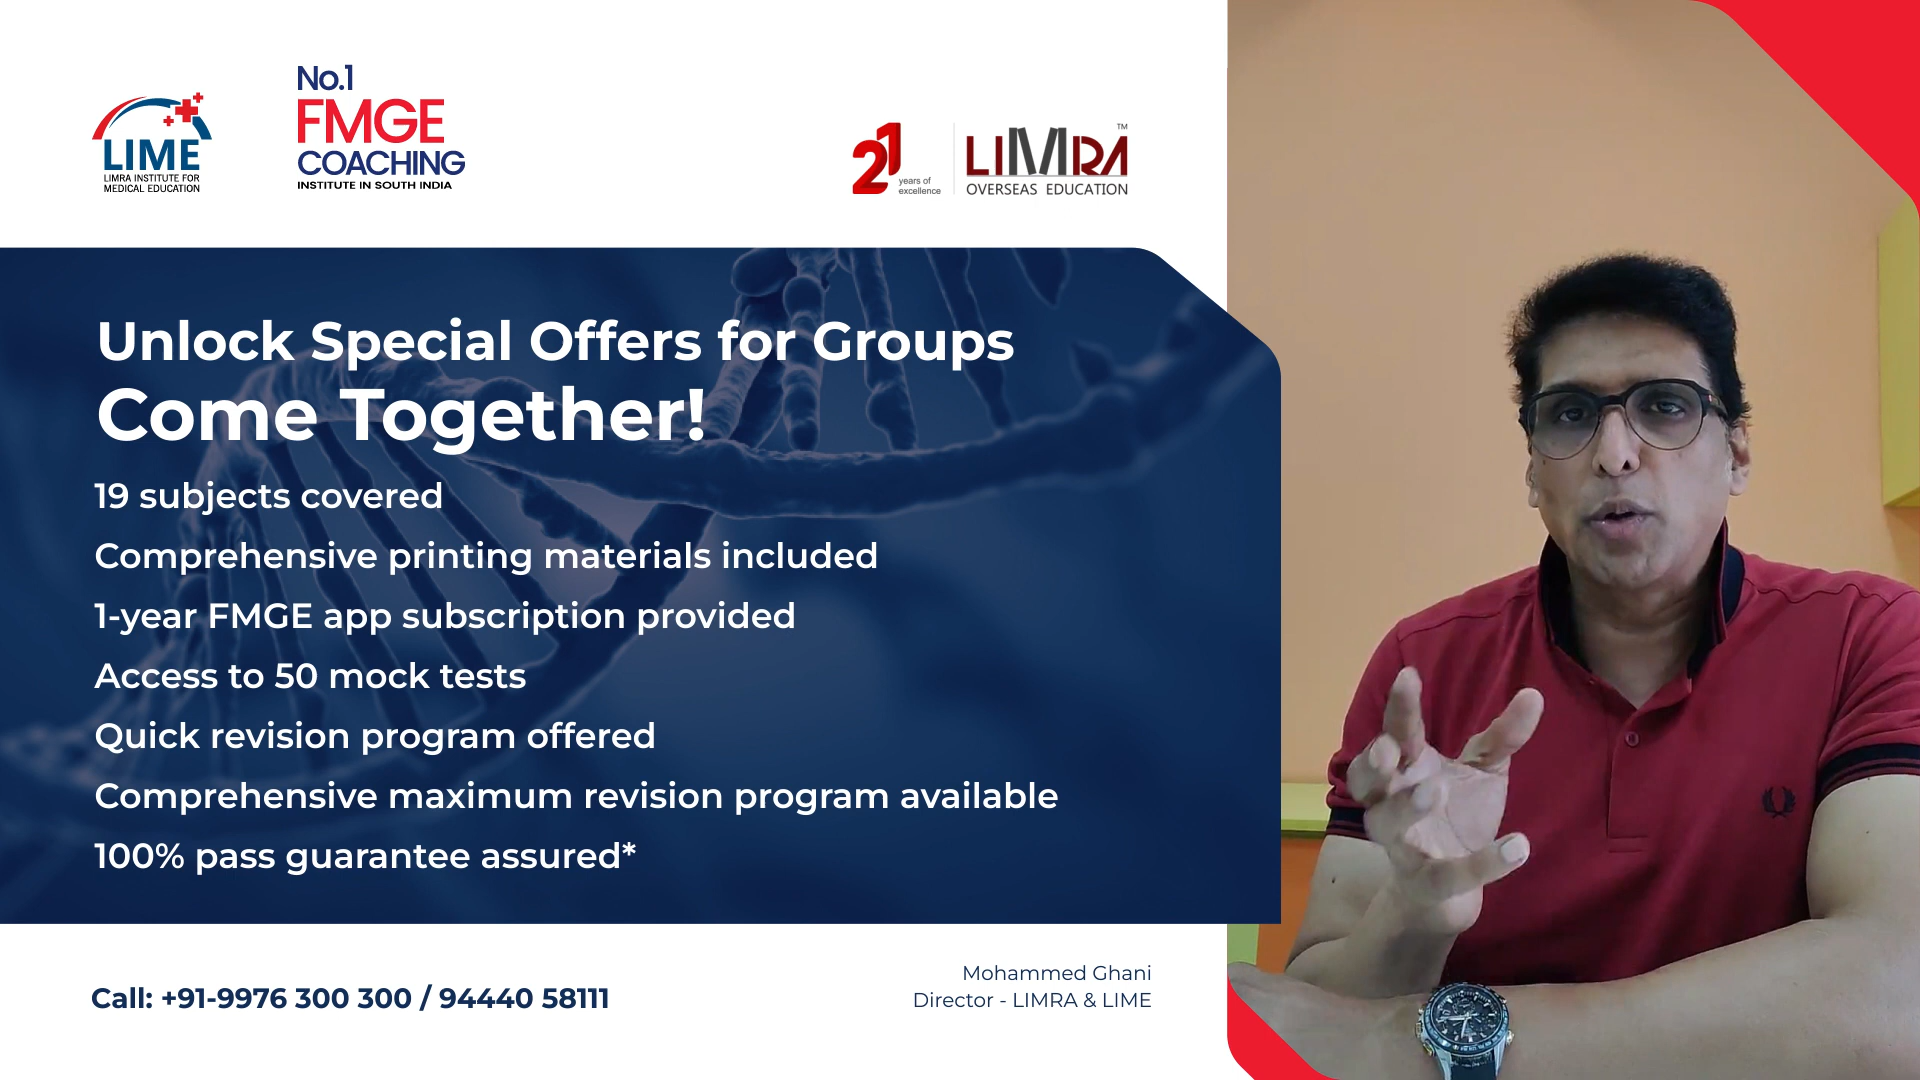 LIME
LIMRA INSTITUTE FOR
MEDICAL EDUCATION
No.1
FMGE
COACHING
INSTITUTE IN SOUTH INDIA
21
years of
excellence
LIMRA
TM
OVERSEAS EDUCATION
Unlock Special Offers for Groups
Come Together!
19 subjects covered
Comprehensive printing materials included
1-year FMGE app subscription provided
Access to 50 mock tests
Quick revision program offered
Comprehensive maximum revision program available
100% pass guarantee assured*
Call: +91-9976 300 300 / 94440 58111
Mohammed Ghani
Director - LIMRA & LIME